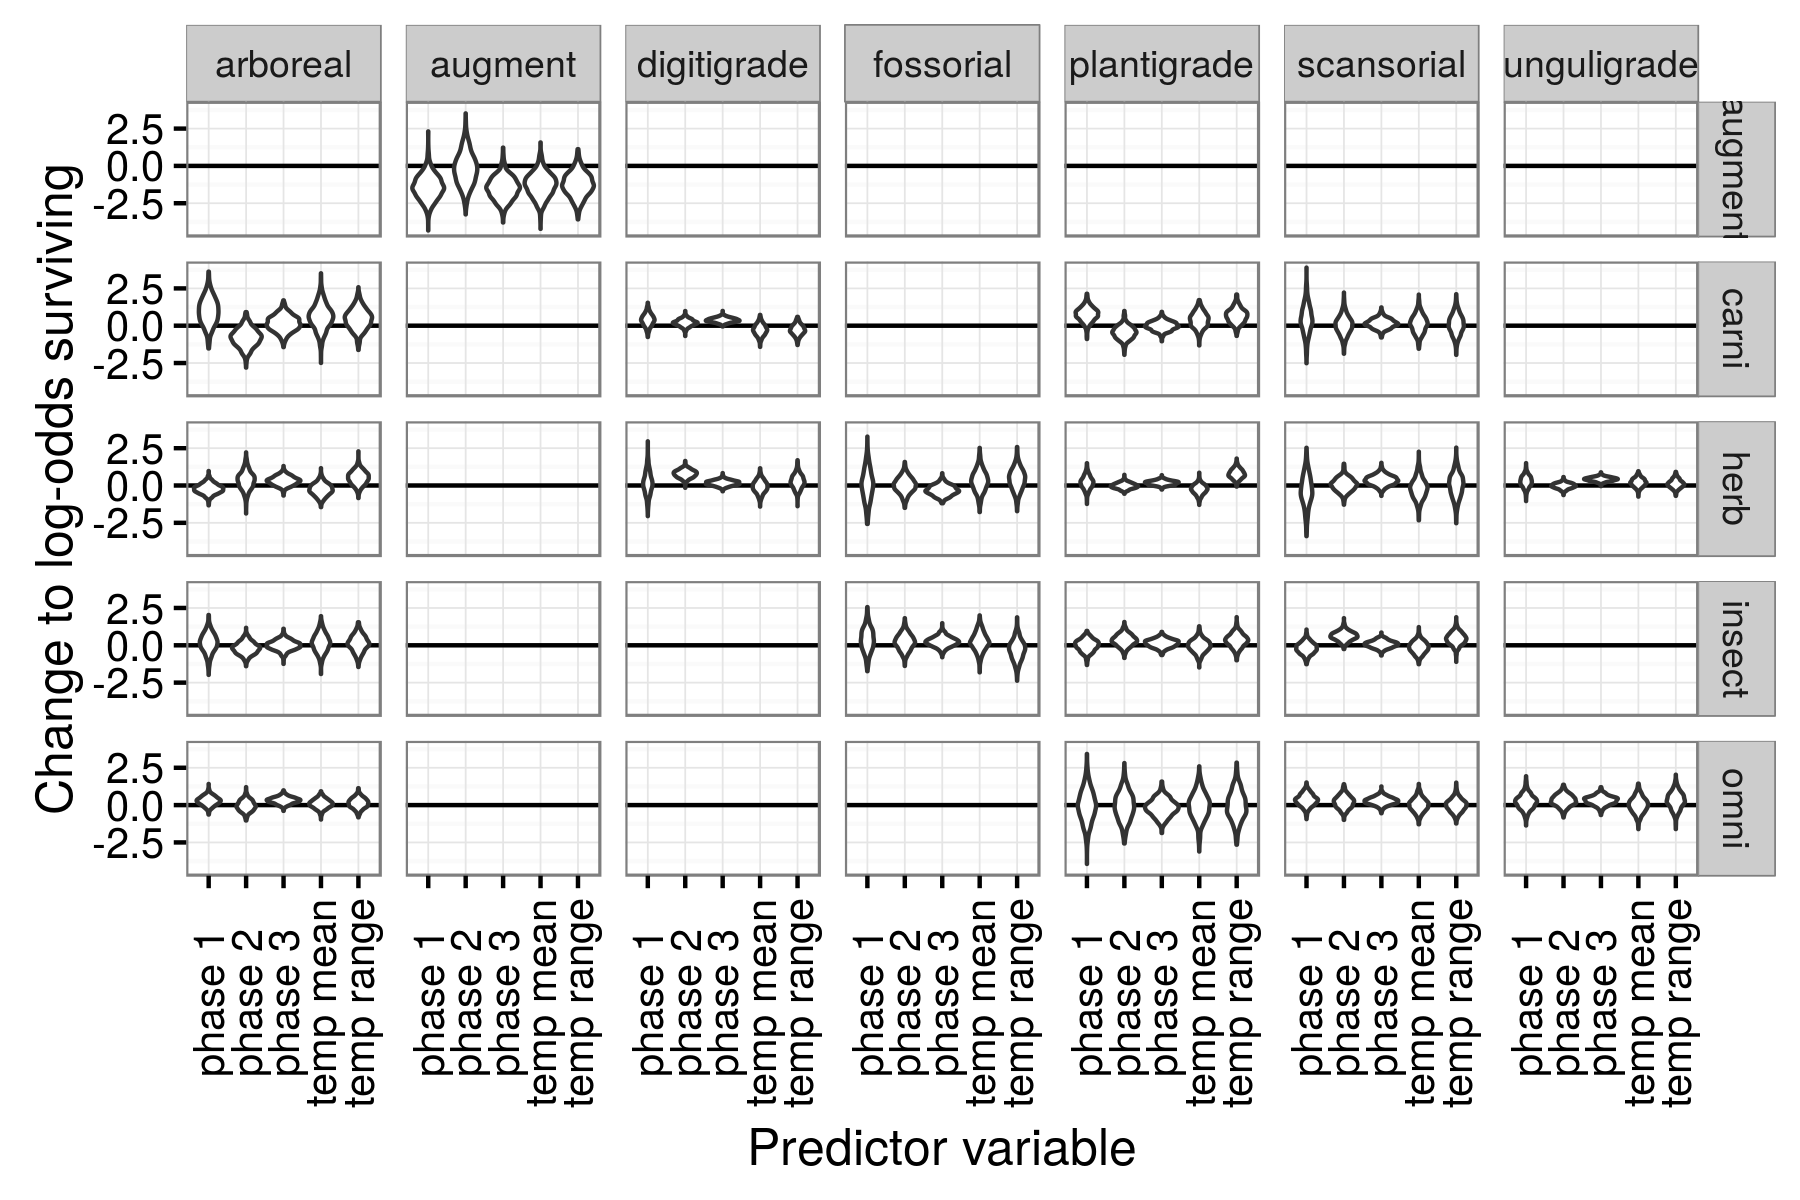 arboreal augment digitigrade fossorial plantigrade scansorial unguligrade
Change to log-odds surviving
2.5
0.0
-2.5
augment
2.5
0.0
-2.5
carni
2.5
0.0
-2.5
herb
2.5
0.0
-2.5
insect
2.5
0.0
-2.5
omni
phase 1 phase 2 phase 3 temp mean temp range phase 1 phase 2 phase 3 temp mean temp range phase 1 phase 2 phase 3 temp mean temp range phase 1 phase 2 phase 3 temp mean temp range phase 1 phase 2 phase 3 temp mean temp range phase 1 phase 2 phase 3 temp mean temp range phase 1 phase 2 phase 3 temp mean temp range
Predictor variable